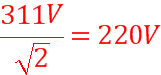 311V/√2 = 220V